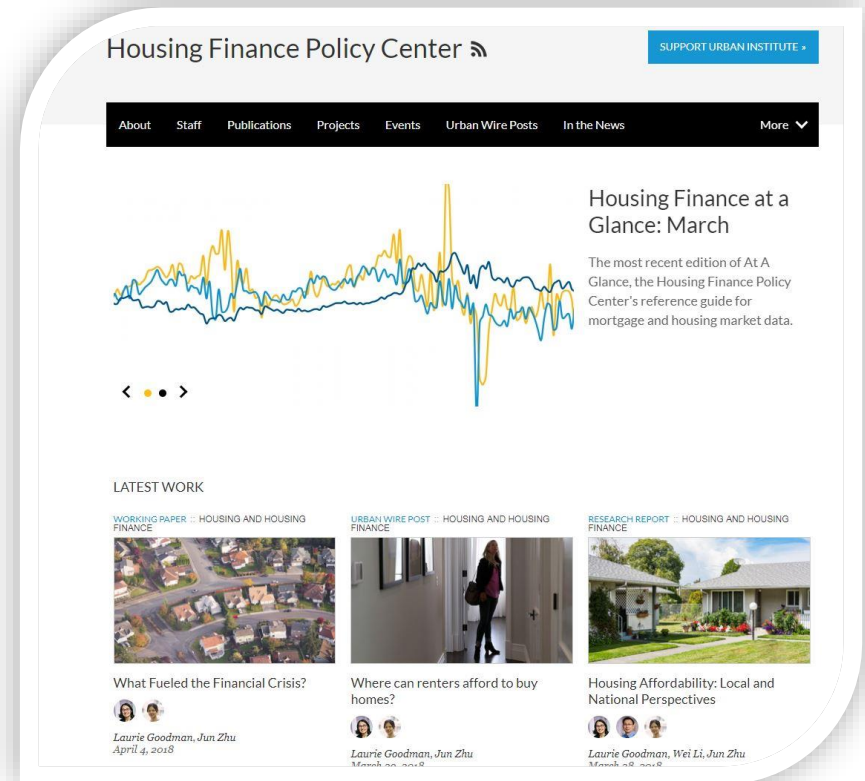 Housing Finance Policy Center
SUPPORT URBAN INSTITUTE »
About Staff Publications Projects Events Urban Wire Posts In the News More
Housing Finance at a
Glance: March
The most recent edition of At A
Glance, the Housing Finance Policy
Center's reference guide for
mortgage and housing market data.
LATEST WORK
WORKING PAPER :: HOUSING AND HOUSING
FINANCE
What Fueled the Financial Crisis?
Laurie Goodman, Jun Zhu
April 4, 2018
URBAN WIRE POST :: HOUSING AND HOUSING
FINANCE
Where can renters afford to buy
homes?
Laurie Goodman, Jun Zhu
RESEARCH REPORT :: HOUSING AND HOUSING
FINANCE
Housing Affordability: Local and
National Perspectives
Laurie Goodman, Wei Li, Jun Zhu
March 28, 2018